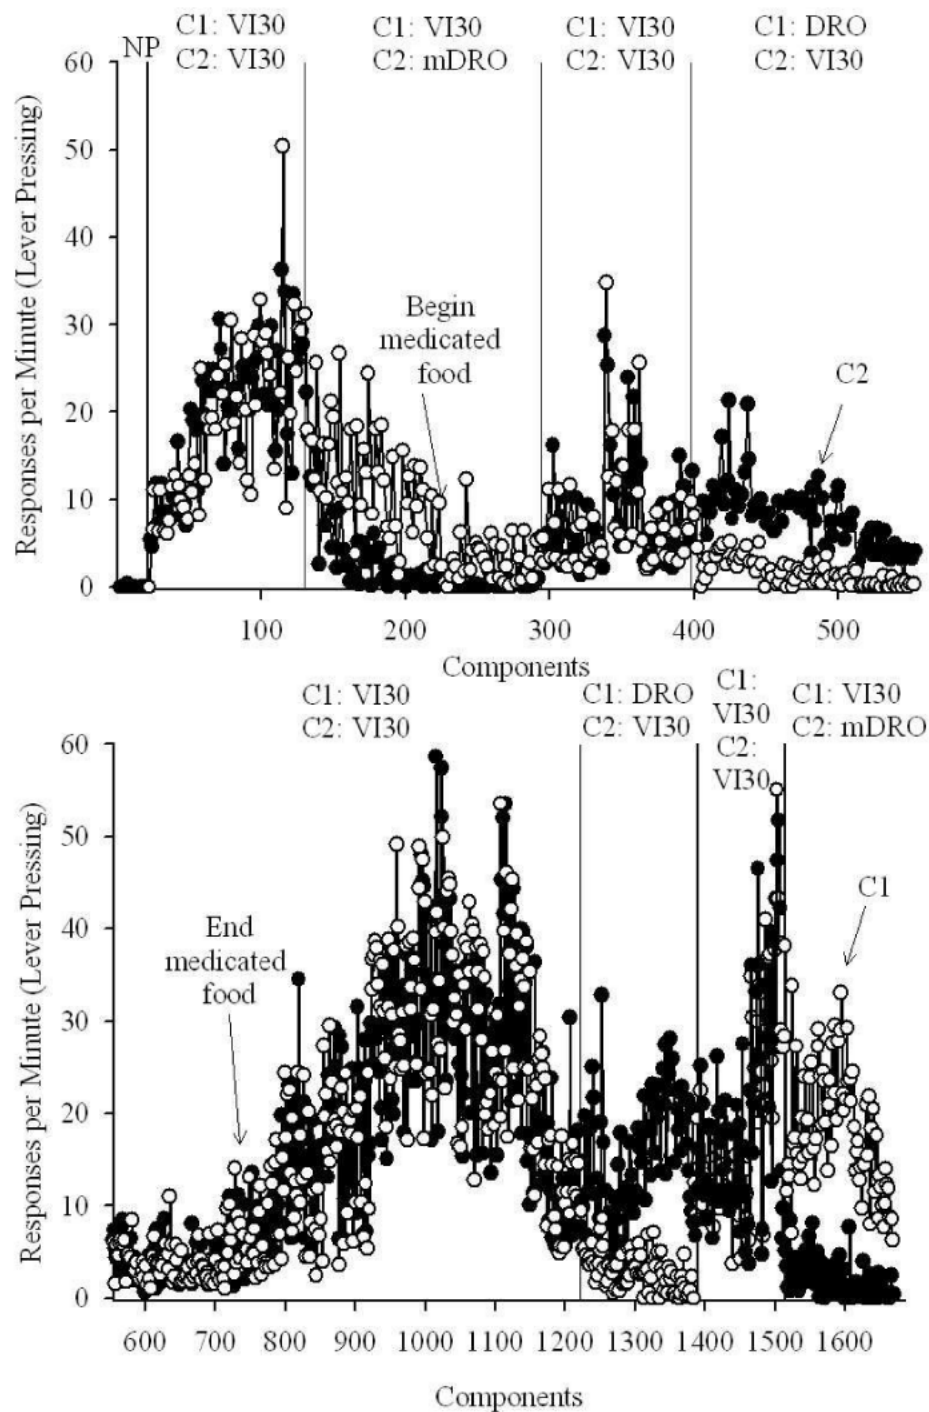 C1: VI30 C1: VI30 C1: VI30 C1: DRO
NP C2: VI30 C2: mDRO C2: VI30 C2: VI30
60
50
40
30
20
10
0
Responses per Minute (Lever Pressing)
Begin
medicated
food
C2
100 200 300 400 500
Components
C1: VI30
C2: VI30
C1: DRO
C2: VI30
C1:
VI30
C2:
VI30
C1: VI30
C2: mDRO
60
50
40
30
20
10
0
Responses per Minute (Lever Pressing)
End
medicated
food
C1
600 700 800 900 1000 1100 1200 1300 1400 1500 1600
Components